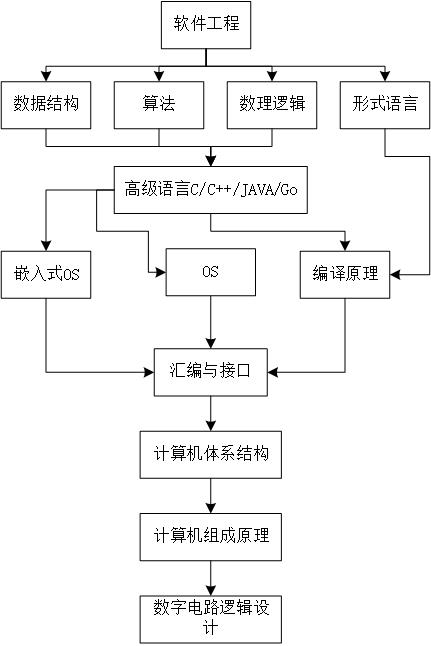 软件工程
数据结构
算法
数理逻辑
形式语言
高级语言C/C++/JAVA/Go
嵌入式OS
OS
编译原理
汇编与接口
计算机体系结构
计算机组成原理
数字电路逻辑设
计